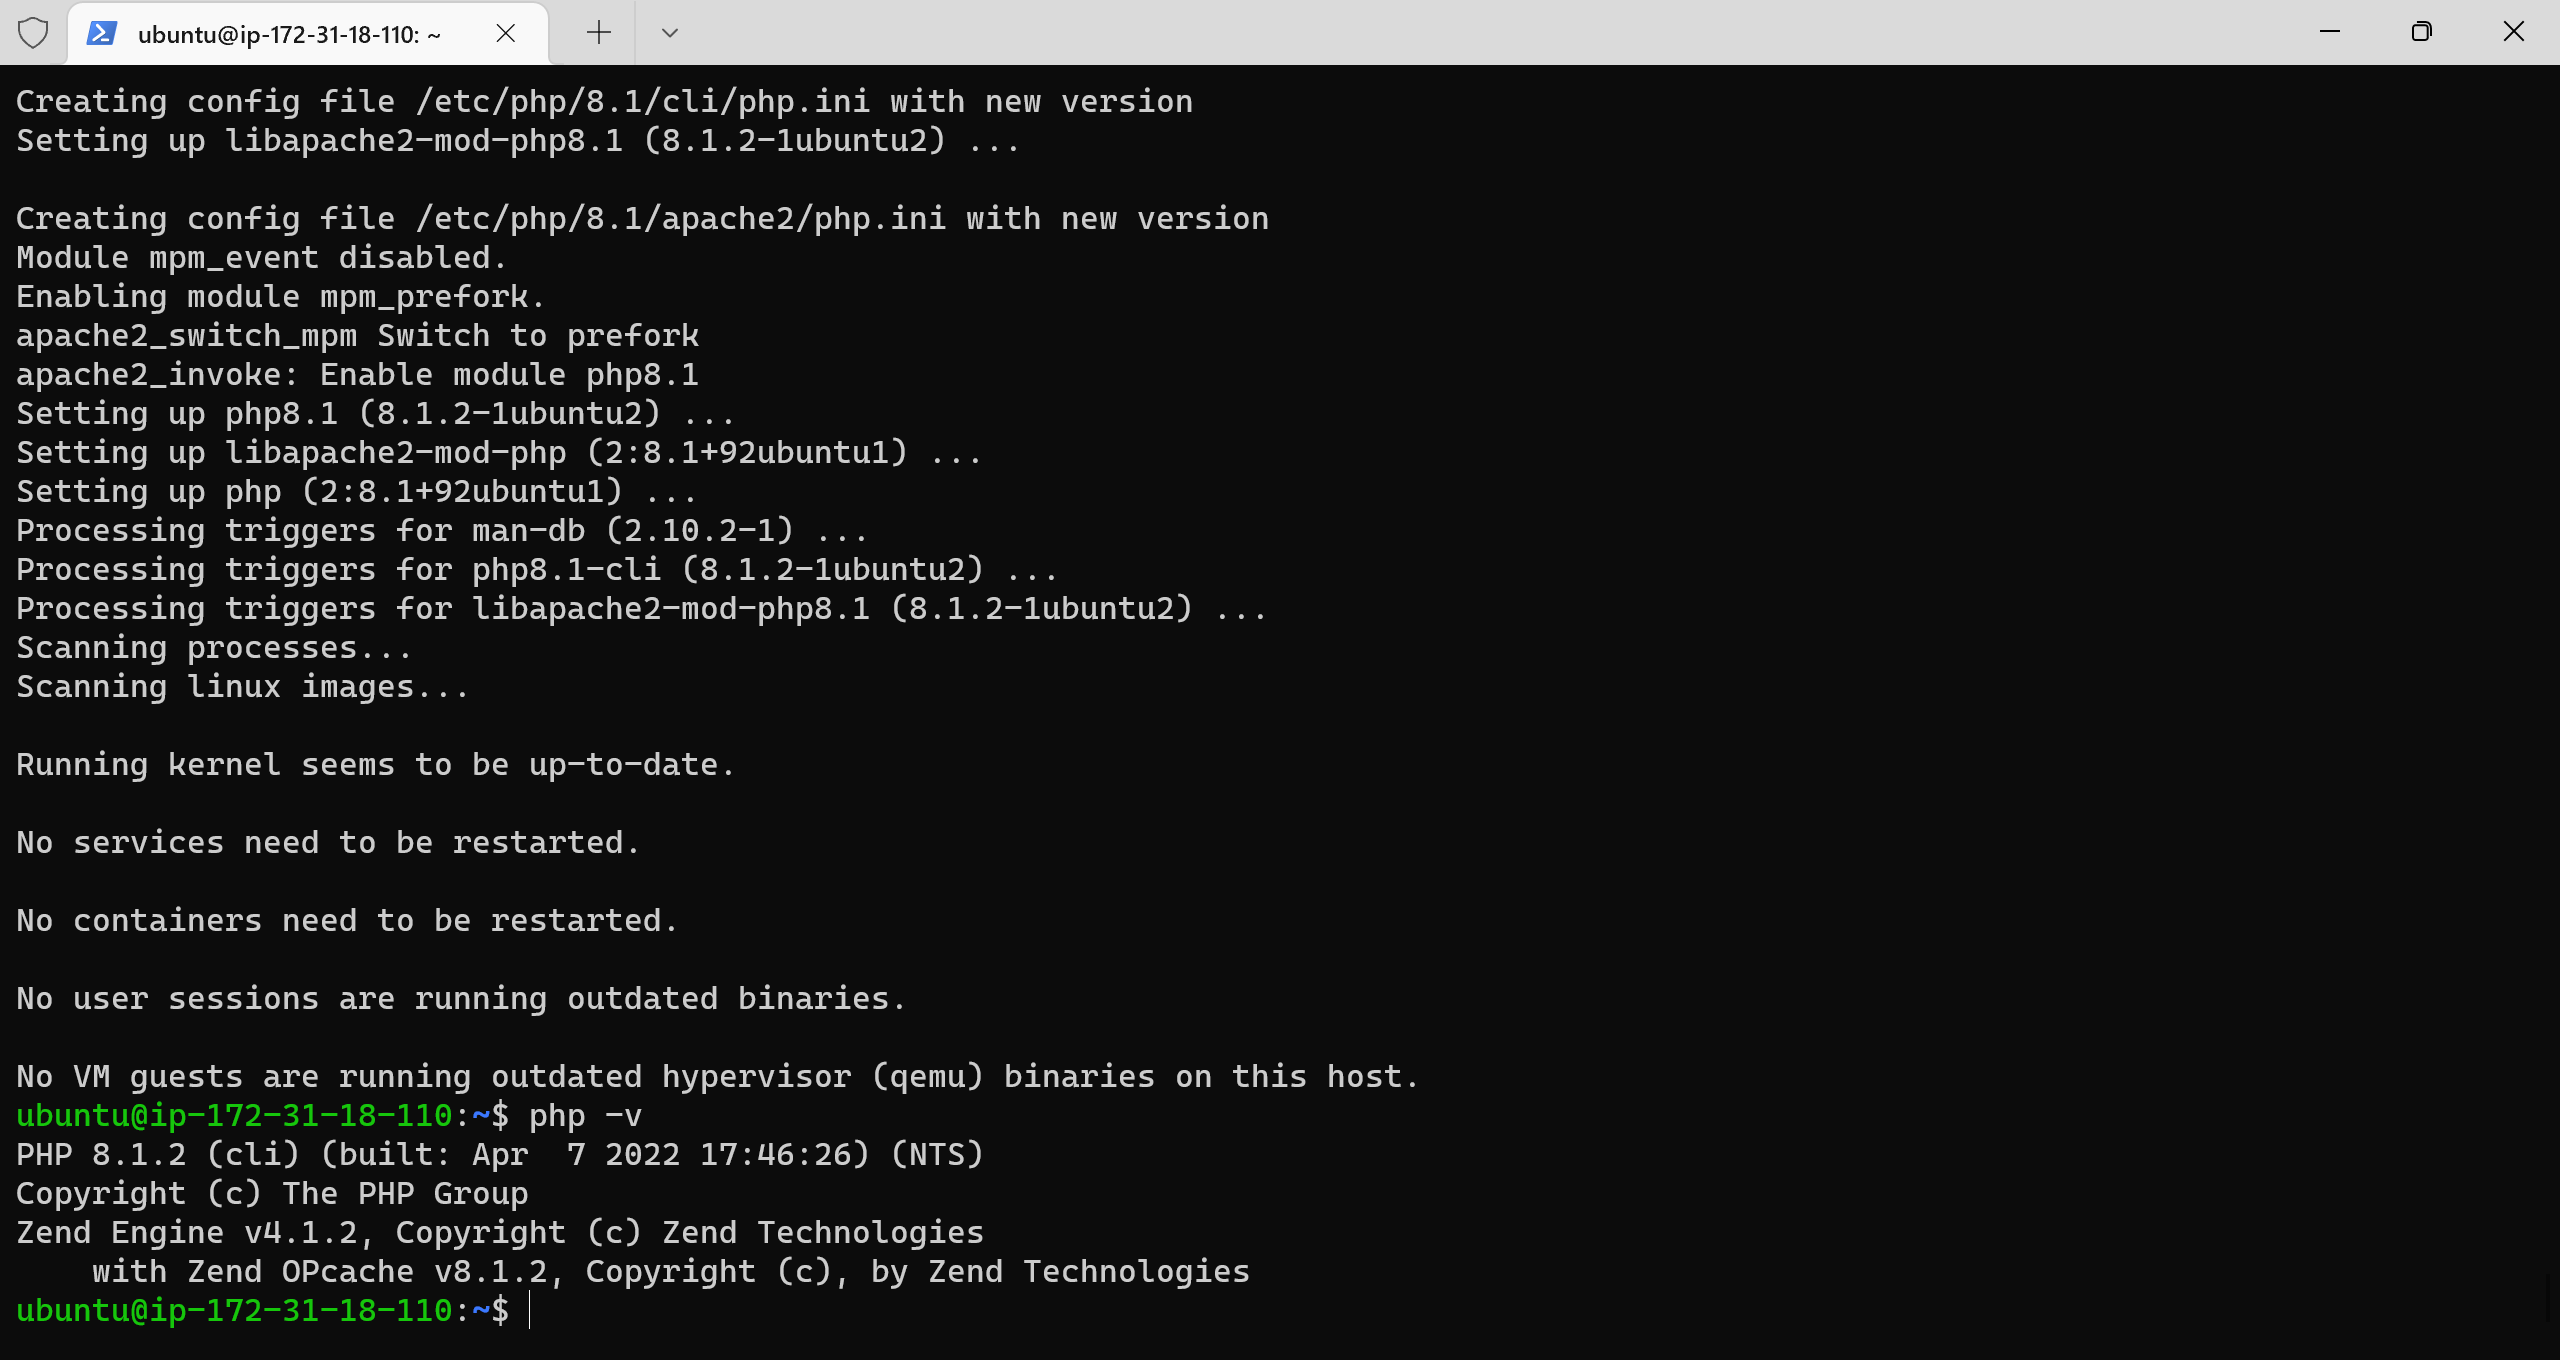 ubuntu@ip-172-31-18-110: ~
Creating config file /etc/php/8.1/cli/php.ini with new version
Setting up libapache2-mod-php8.1 (8.1.2-1ubuntu2) ...
Creating config file /etc/php/8.1/apache2/php.ini with new version
Module mpm_event disabled.
Enabling module mpm_prefork.
apache2_switch_mpm Switch to prefork
apache2_invoke: Enable module php8.1
Setting up php8.1 (8.1.2-1ubuntu2) ...
Setting up libapache2-mod-php (2:8.1+92ubuntu1) ...
Setting up php (2:8.1+92ubuntu1) ...
Processing triggers for man-db (2.10.2-1) ...
Processing triggers for php8.1-cli (8.1.2-1ubuntu2) ...
Processing triggers for libapache2-mod-php8.1 (8.1.2-1ubuntu2) ...
Scanning processes...
Scanning linux images...
Running kernel seems to be up-to-date.
No services need to be restarted.
No containers need to be restarted.
No user sessions are running outdated binaries.
No VM guests are running outdated hypervisor (qemu) binaries on this host.
ubuntu@ip-172-31-18-110:~$ php -v
PHP 8.1.2 (cli) (built: Apr  7 2022 17:46:26) (NTS)
Copyright (c) The PHP Group
Zend Engine v4.1.2, Copyright (c) Zend Technologies
    with Zend OPcache v8.1.2, Copyright (c), by Zend Technologies
ubuntu@ip-172-31-18-110:~$